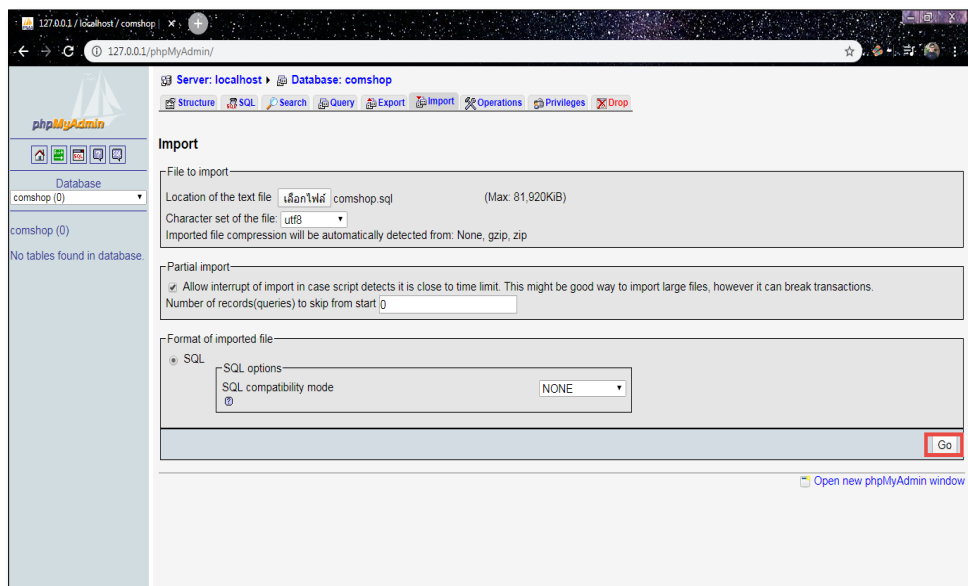 127.0.0.1 / localhost / comshop |
127.0.0.1/phpMyAdmin/
phpMyAdmin
SQL
Database
comshop (0)
comshop (0)
No tables found in database.
Server: localhost ▸ Database: comshop
Structure SQL Search Query Export Import Operations Privileges Drop
Import
File to import
Location of the text file เลือกไฟล์ comshop.sql (Max: 81,920KiB)
Character set of the file: utf8
Imported file compression will be automatically detected from: None, gzip, zip
Partial import
Allow interrupt of import in case script detects it is close to time limit. This might be good way to import large files, however it can break transactions.
Number of records(queries) to skip from start 0
Format of imported file
SQL
SQL options
SQL compatibility mode NONE
Go
Open new phpMyAdmin window